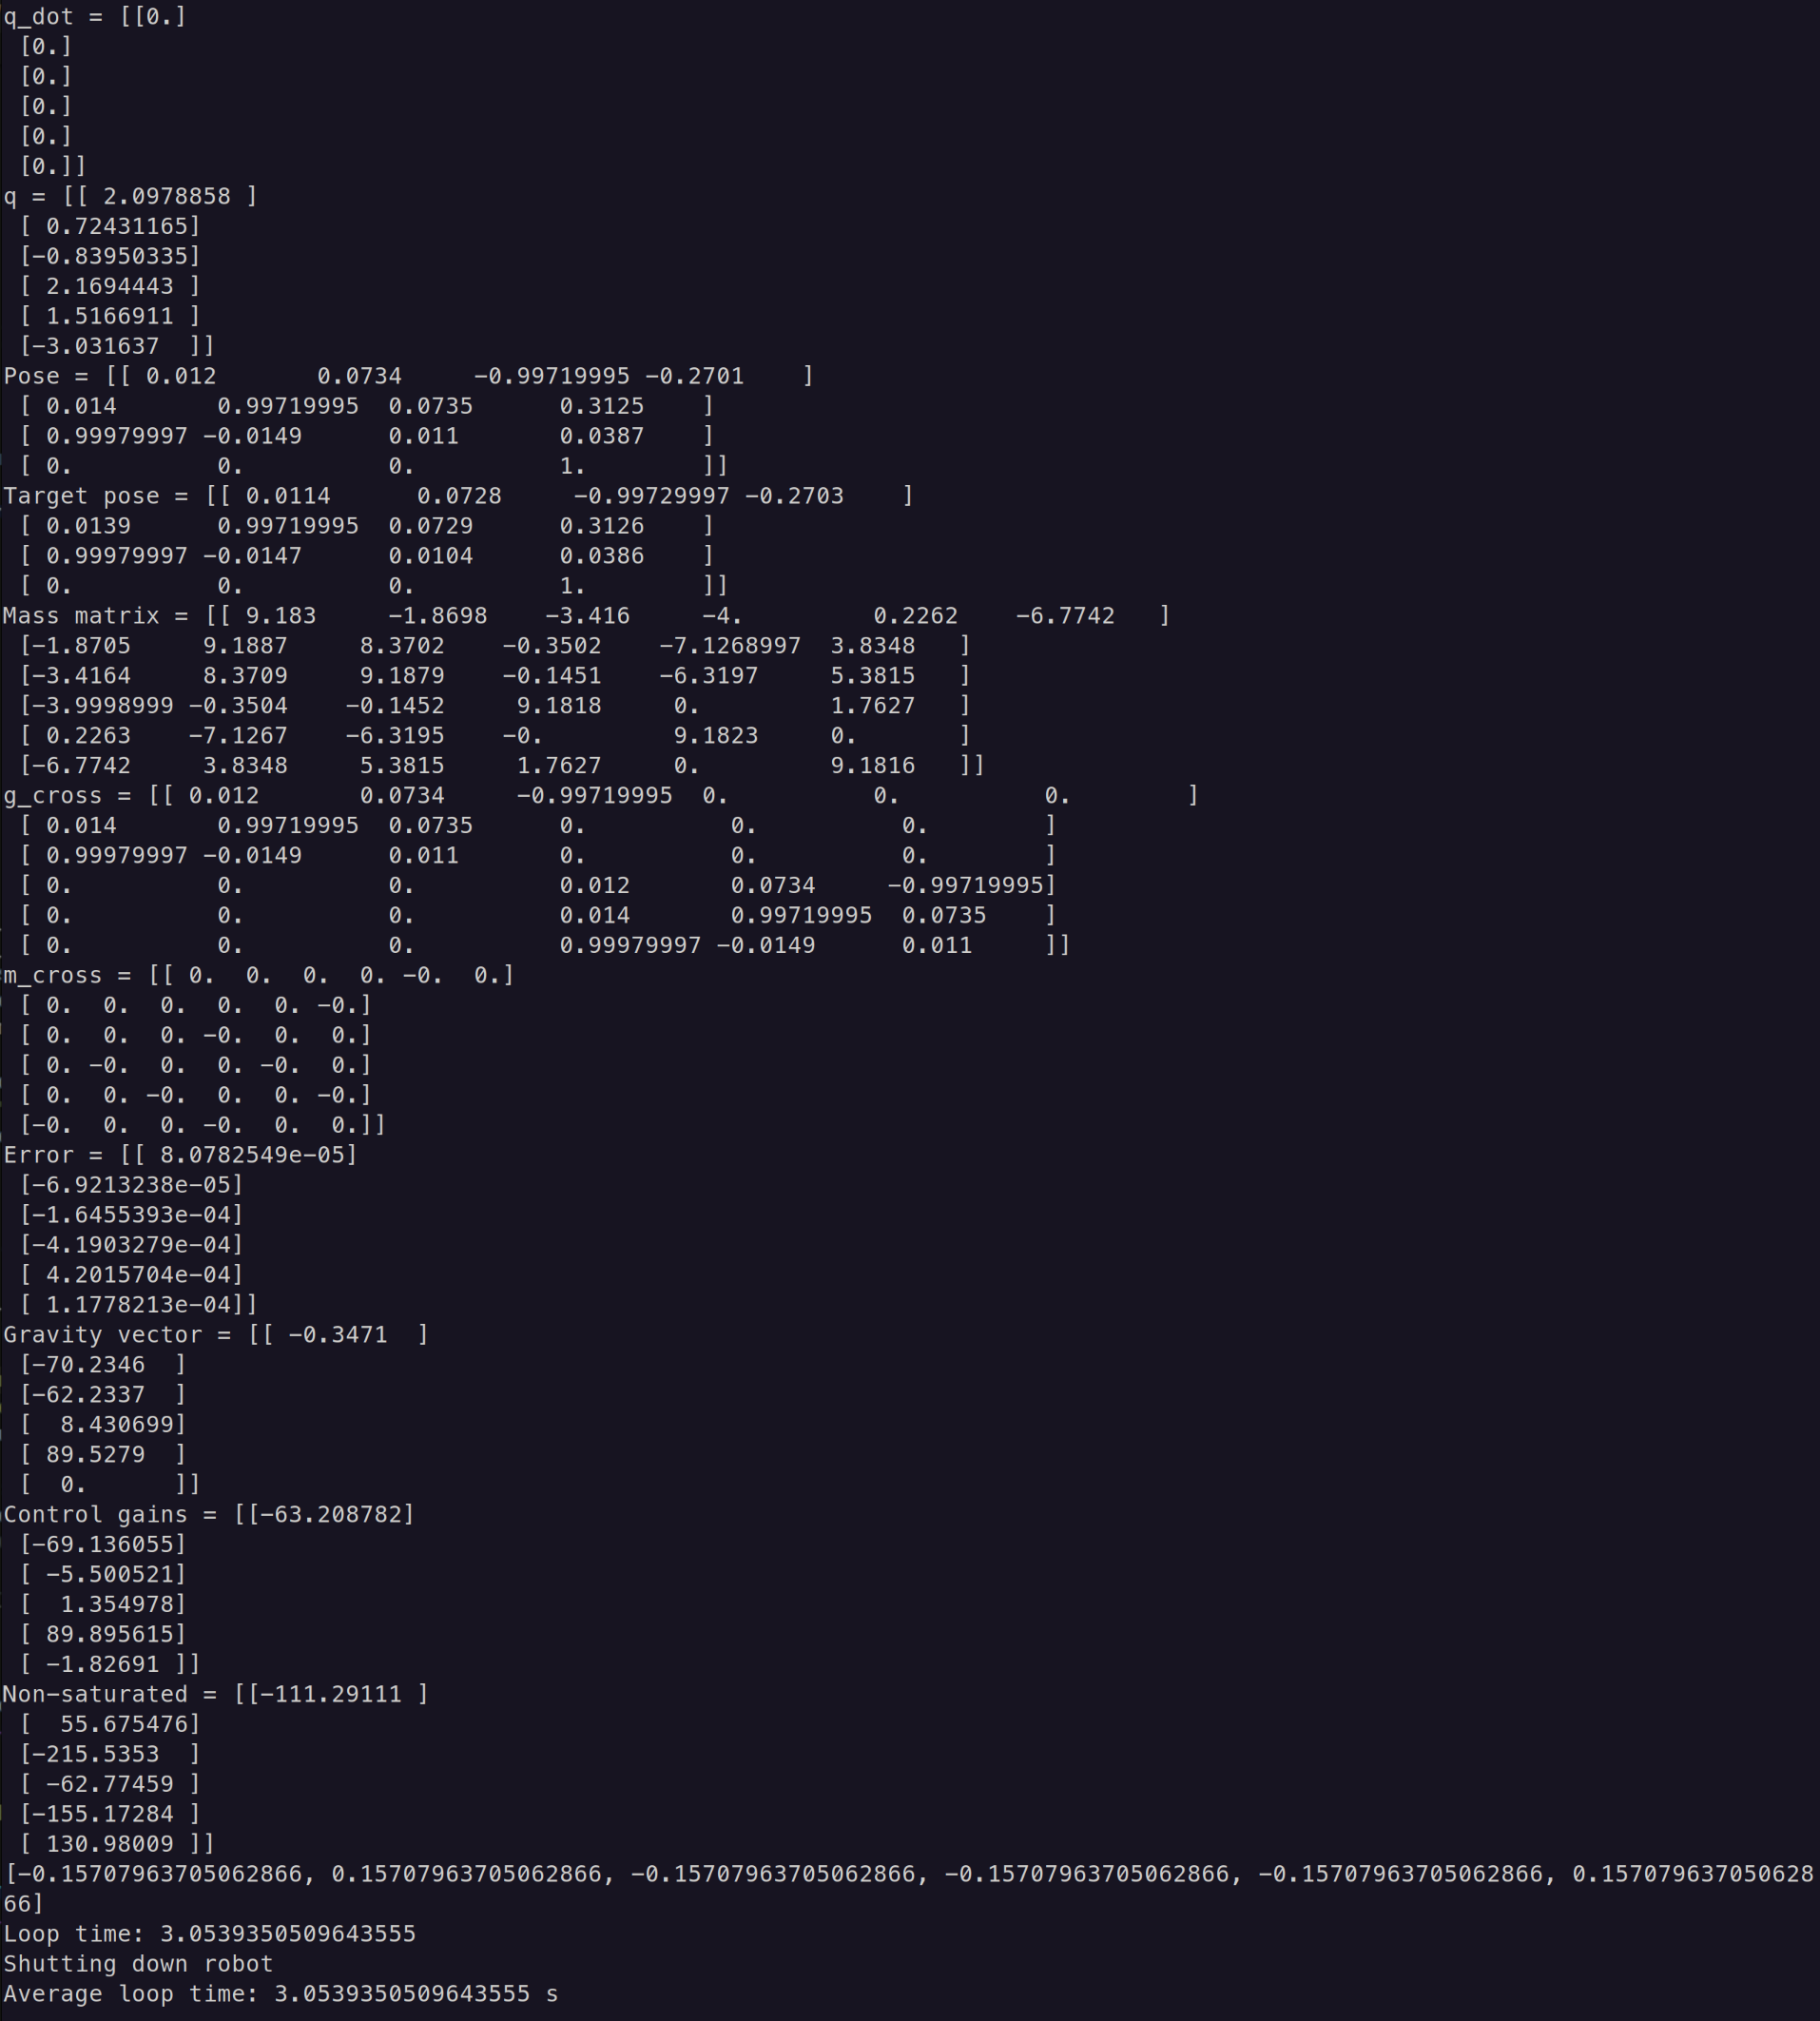 q_dot = [[0.]
 [0.]
 [0.]
 [0.]
 [0.]
 [0.]]
q = [[ 2.0978858 ]
 [ 0.72431165]
 [-0.83950335]
 [ 2.1694443 ]
 [ 1.5166911 ]
 [-3.031637  ]]
Pose = [[ 0.012       0.0734     -0.99719995 -0.2701    ]
 [ 0.014       0.99719995  0.0735      0.3125    ]
 [ 0.99979997 -0.0149      0.011       0.0387    ]
 [ 0.          0.          0.          1.        ]]
Target pose = [[ 0.0114      0.0728     -0.99729997 -0.2703    ]
 [ 0.0139      0.99719995  0.0729      0.3126    ]
 [ 0.99979997 -0.0147      0.0104      0.0386    ]
 [ 0.          0.          0.          1.        ]]
Mass matrix = [[ 9.183     -1.8698    -3.416     -4.         0.2262    -6.7742   ]
 [-1.8705     9.1887     8.3702    -0.3502    -7.1268997  3.8348   ]
 [-3.4164     8.3709     9.1879    -0.1451    -6.3197     5.3815   ]
 [-3.9998999 -0.3504    -0.1452     9.1818     0.         1.7627   ]
 [ 0.2263    -7.1267    -6.3195    -0.         9.1823     0.       ]
 [-6.7742     3.8348     5.3815     1.7627     0.         9.1816   ]]
g_cross = [[ 0.012       0.0734     -0.99719995  0.          0.          0.        ]
 [ 0.014       0.99719995  0.0735      0.          0.          0.        ]
 [ 0.99979997 -0.0149      0.011       0.          0.          0.        ]
 [ 0.          0.          0.          0.012       0.0734     -0.99719995]
 [ 0.          0.          0.          0.014       0.99719995  0.0735    ]
 [ 0.          0.          0.          0.99979997 -0.0149      0.011     ]]
m_cross = [[ 0.  0.  0.  0. -0.  0.]
 [ 0.  0.  0.  0.  0. -0.]
 [ 0.  0.  0. -0.  0.  0.]
 [ 0. -0.  0.  0. -0.  0.]
 [ 0.  0. -0.  0.  0. -0.]
 [-0.  0.  0. -0.  0.  0.]]
Error = [[ 8.0782549e-05]
 [-6.9213238e-05]
 [-1.6455393e-04]
 [-4.1903279e-04]
 [ 4.2015704e-04]
 [ 1.1778213e-04]]
Gravity vector = [[ -0.3471  ]
 [-70.2346  ]
 [-62.2337  ]
 [  8.430699]
 [ 89.5279  ]
 [  0.      ]]
Control gains = [[-63.208782]
 [-69.136055]
 [ -5.500521]
 [  1.354978]
 [ 89.895615]
 [ -1.82691 ]]
Non-saturated = [[-111.29111 ]
 [  55.675476]
 [-215.5353  ]
 [ -62.77459 ]
 [-155.17284 ]
 [ 130.98009 ]]
[-0.15707963705062866, 0.15707963705062866, -0.15707963705062866, -0.15707963705062866, -0.15707963705062866, 0.157079637050628
66]
Loop time: 3.0539350509643555
Shutting down robot
Average loop time: 3.0539350509643555 s